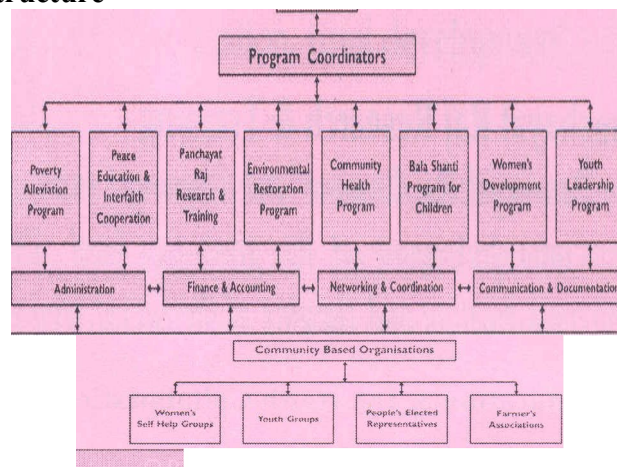 ructure
Program Coordinators
Poverty
Alleviation
Program
Peace
Education &
Interfaith
Cooperation
Panchayat
Raj
Research &
Training
Environmental
Restoration
Program
Community
Health
Program
Bala Shanti
Program for
Children
Women's
Development
Program
Youth
Leadership
Program
Administration
Finance & Accounting
Networking & Coordination
Communication & Documentation
Community Based Organisations
Women's
Self Help Groups
Youth Groups
People's Elected
Representatives
Farmer's
Associations